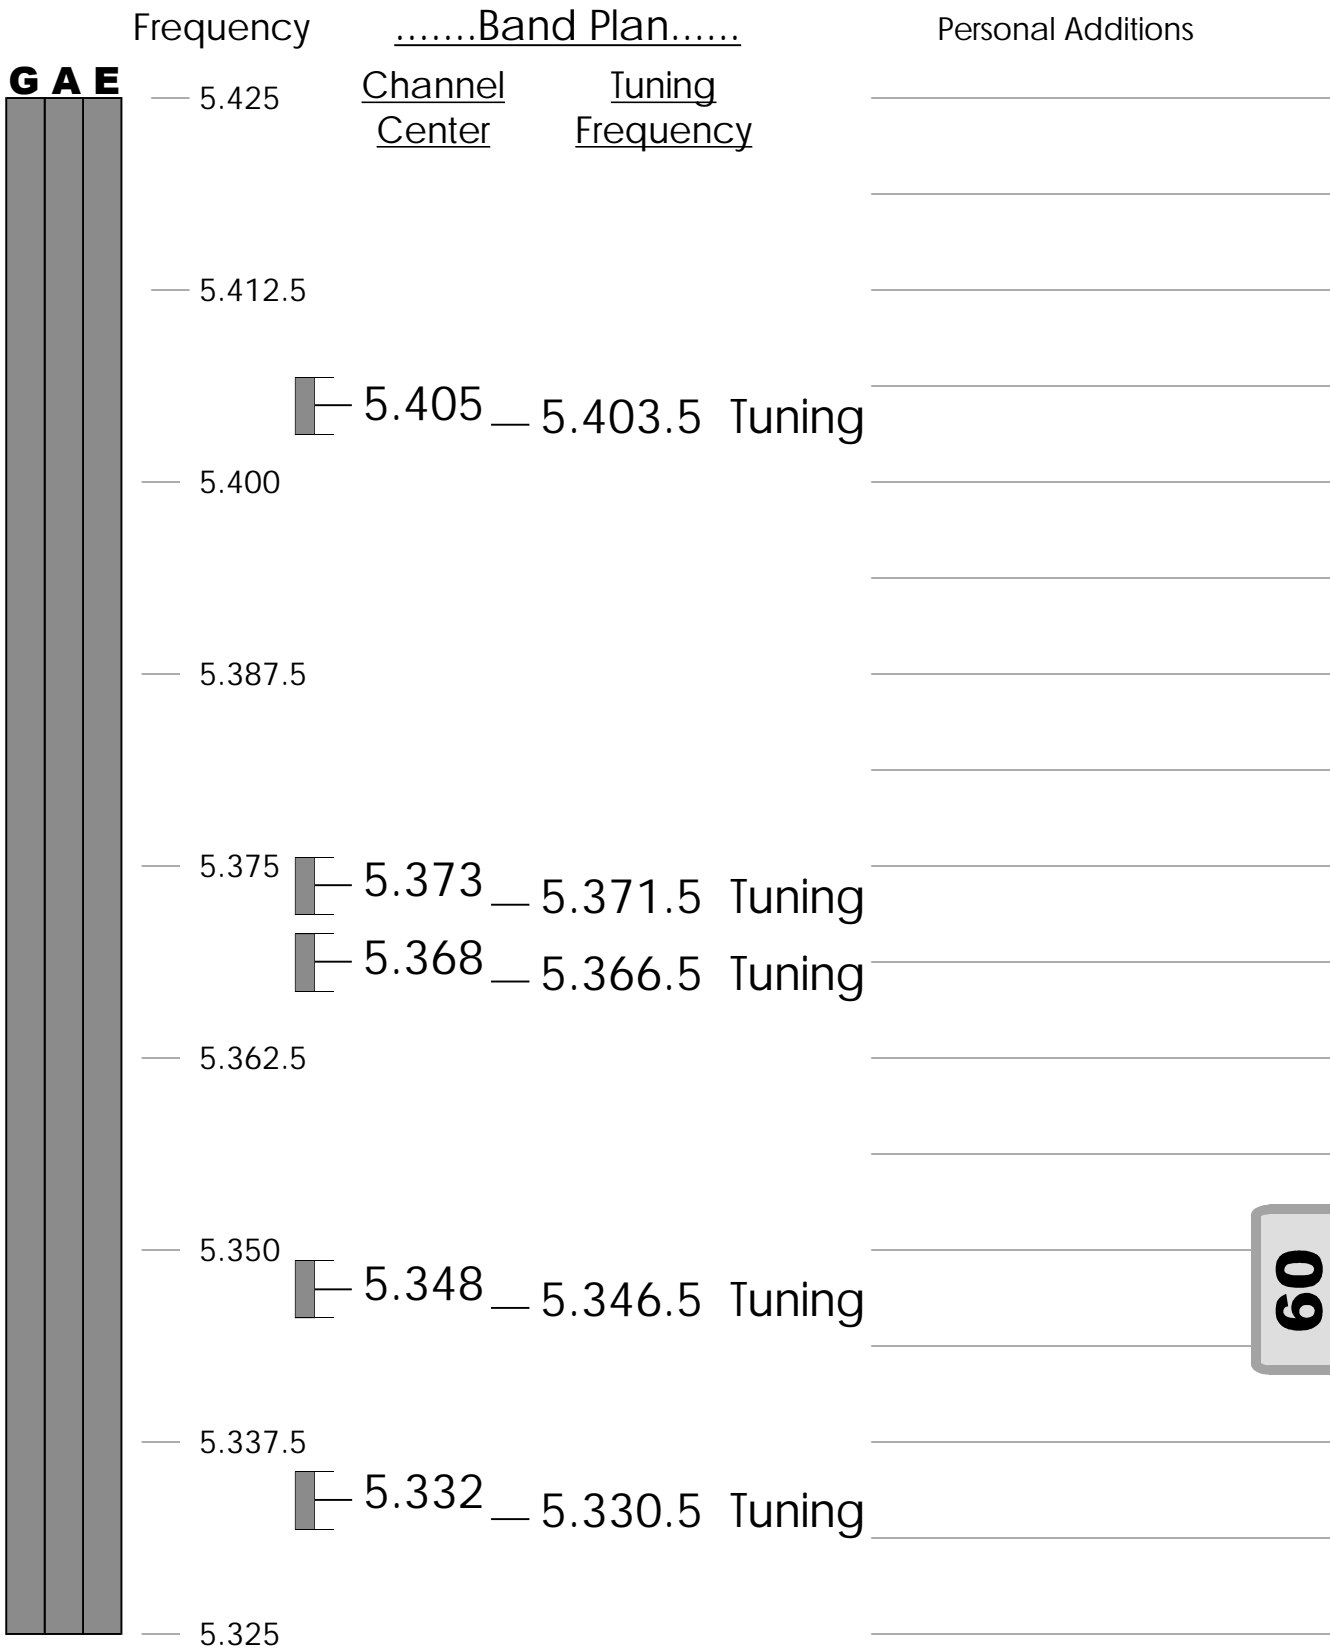 Frequency .......Band Plan...... Personal Additions
G A E
5.425 Channel Tuning
Center Frequency
5.412.5
5.405 5.403.5 Tuning
5.400
5.387.5
5.375
5.373 5.371.5 Tuning
5.368 5.366.5 Tuning
5.362.5
5.350
60
5.348 5.346.5 Tuning
5.337.5
5.332 5.330.5 Tuning
5.325